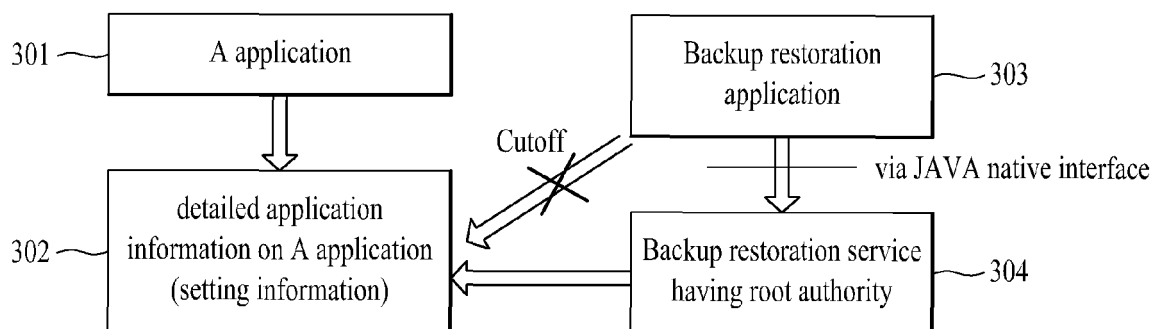 301
A application
Backup restoration
application
303
Cutoff
via JAVA native interface
302
detailed application
information on A application
(setting information)
Backup restoration service
having root authority
304